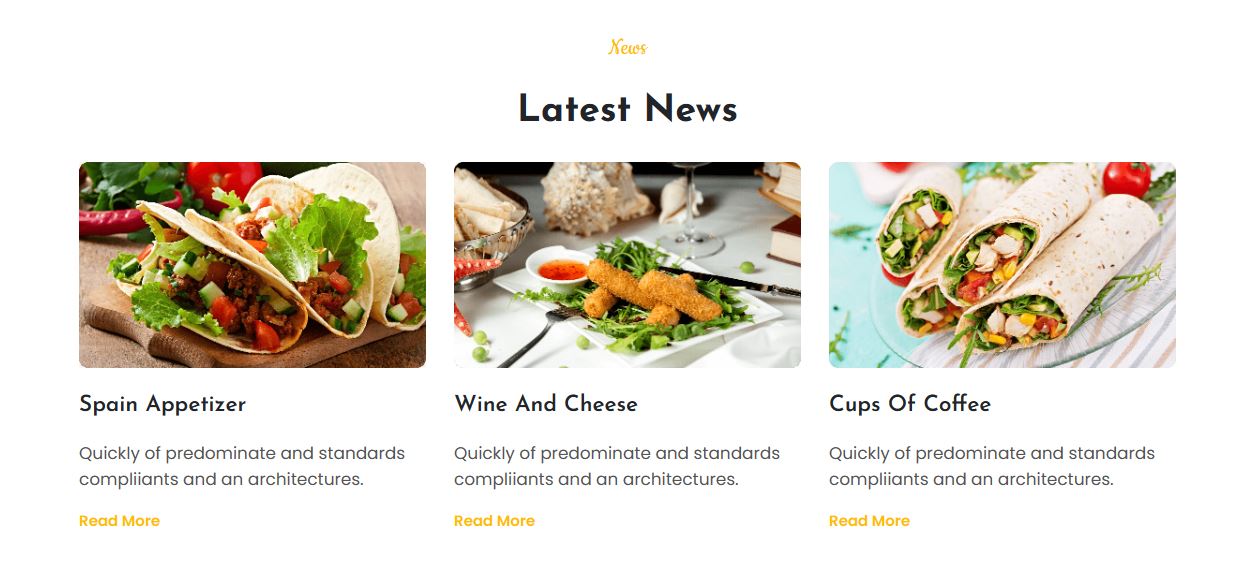 News
Latest News
Spain Appetizer
Quickly of predominate and standards
compliiants and an architectures.
Read More
Wine And Cheese
Quickly of predominate and standards
compliiants and an architectures.
Read More
Cups Of Coffee
Quickly of predominate and standards
compliiants and an architectures.
Read More